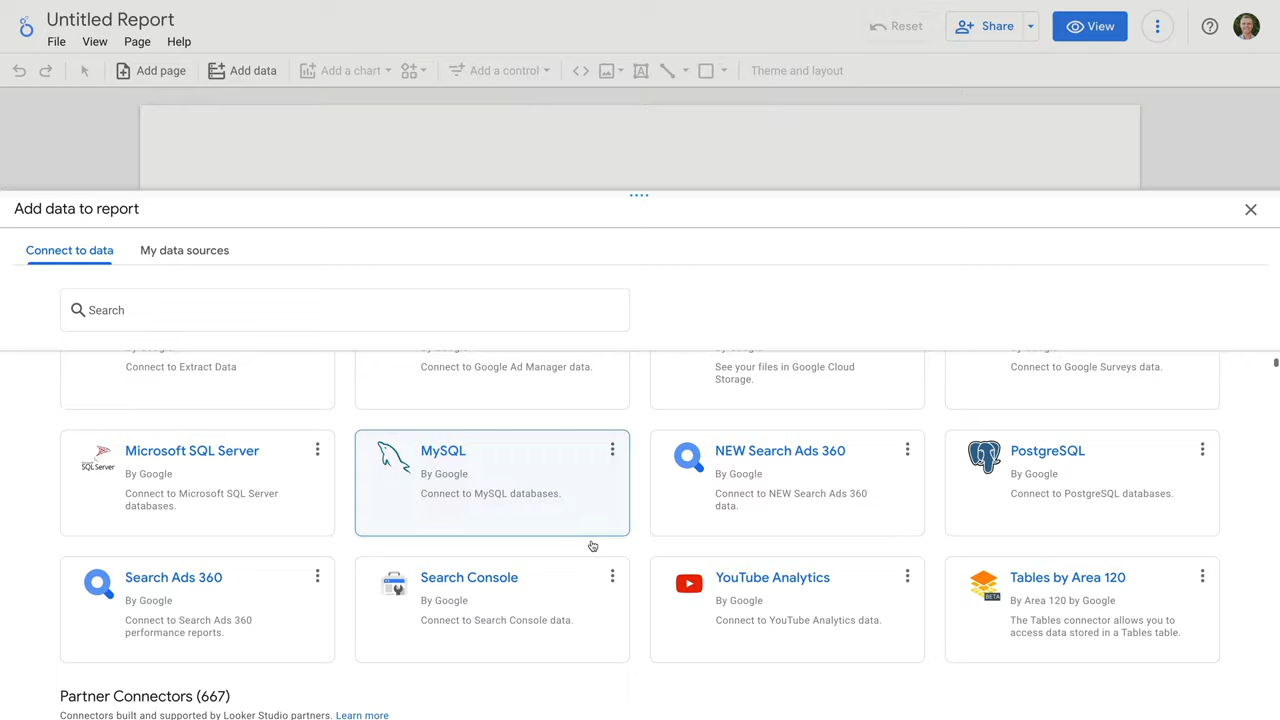 Untitled Report
File View Page Help
Reset
Share
View
Add page
Add data
Add a chart
Add a control
Theme and layout
Add data to report
Connect to data
My data sources
Search
Connect to Extract Data
Connect to Google Ad Manager data.
See your files in Google Cloud
Storage.
Connect to Google Surveys data.
SQL Server
Microsoft SQL Server
By Google
Connect to Microsoft SQL Server
databases.
MySQL
By Google
Connect to MySQL databases.
NEW Search Ads 360
By Google
Connect to NEW Search Ads 360
data.
PostgreSQL
By Google
Connect to PostgreSQL databases.
Search Ads 360
By Google
Connect to Search Ads 360
performance reports.
Search Console
By Google
Connect to Search Console data.
YouTube Analytics
By Google
Connect to YouTube Analytics data.
BETA
Tables by Area 120
By Area 120 by Google
The Tables connector allows you to
access data stored in a Tables table.
Partner Connectors (667)
Connectors built and supported by Looker Studio partners. Learn more